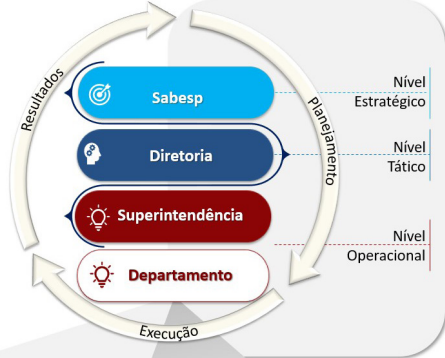 Resultados
Planejamento
Sabesp
Nível
Estratégico
Diretoria
Nível
Tático
Superintendência
Nível
Operacional
Departamento
Execução